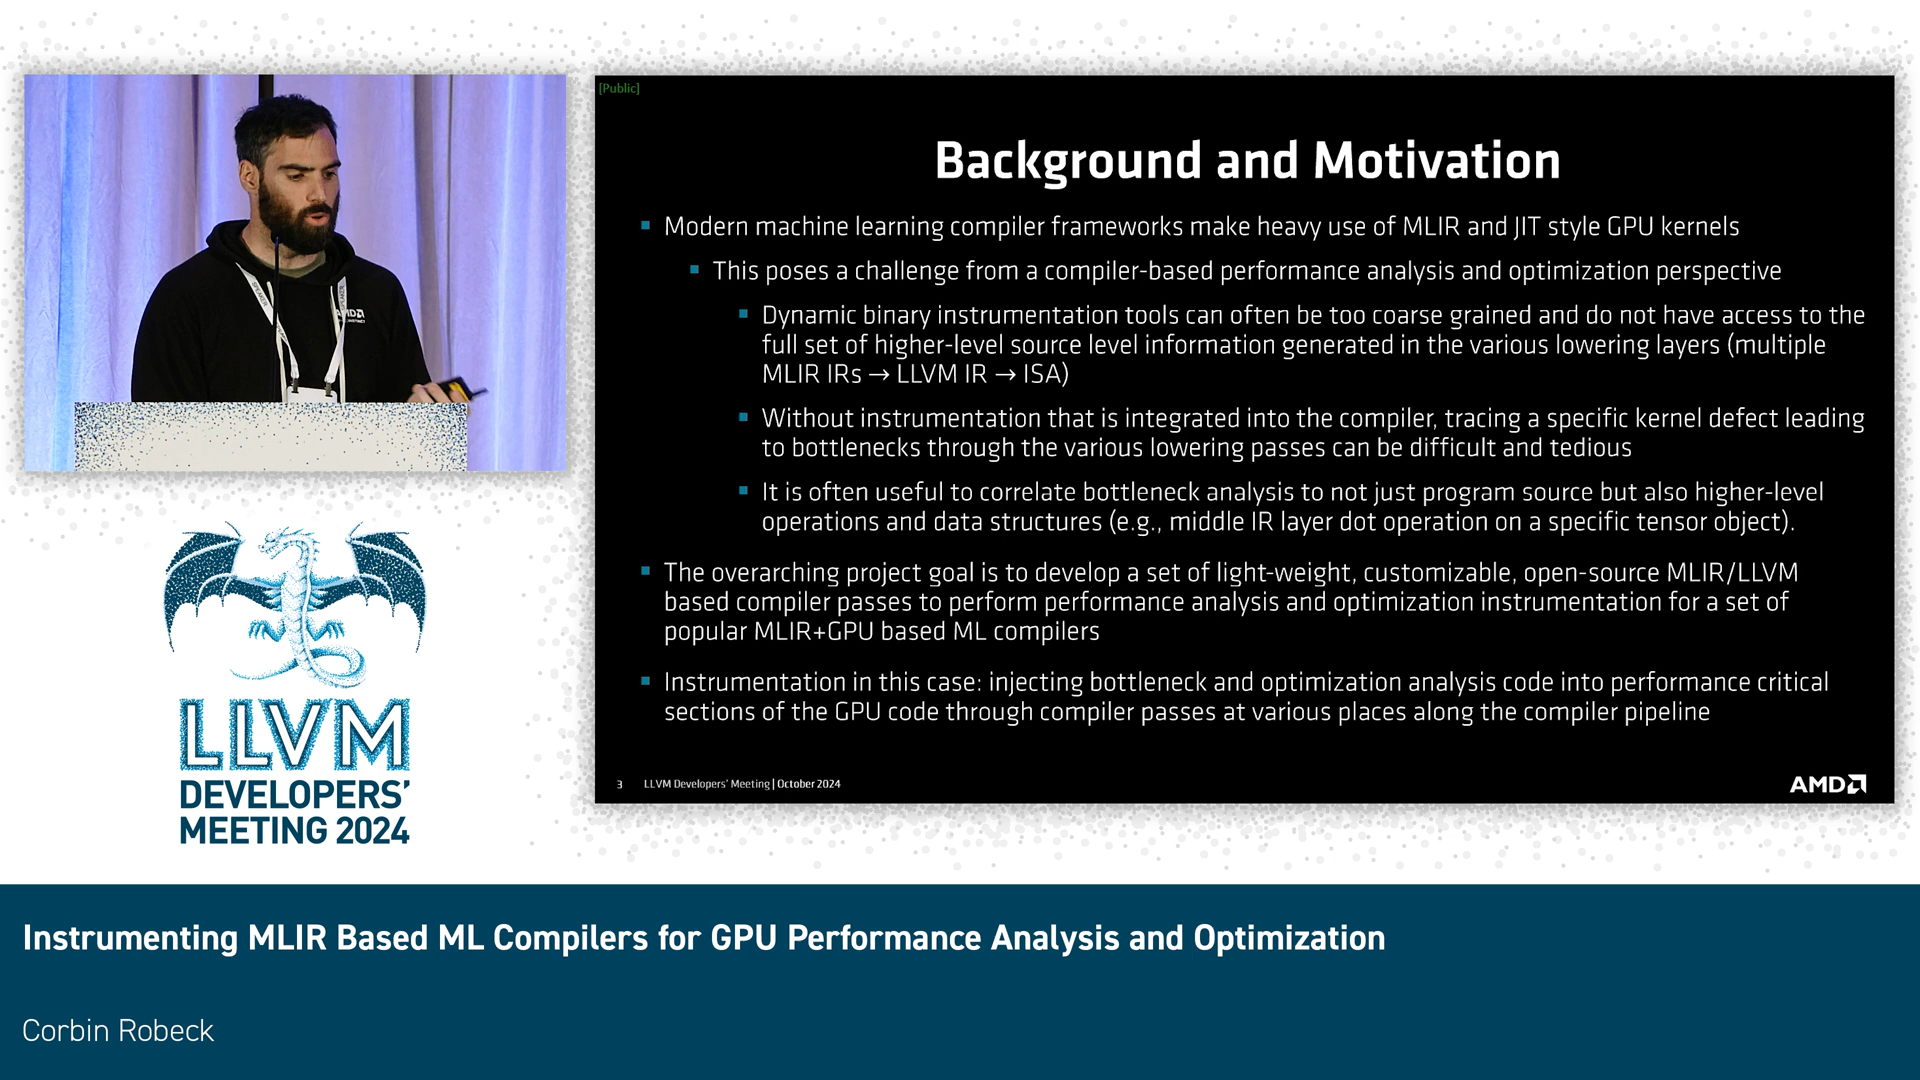 [Public]
Background and Motivation
Modern machine learning compiler frameworks make heavy use of MLIR and JIT style GPU kernels
This poses a challenge from a compiler-based performance analysis and optimization perspective
Dynamic binary instrumentation tools can often be too coarse grained and do not have access to the
full set of higher-level source level information generated in the various lowering layers (multiple
MLIR IRs → LLVM IR → ISA)
Without instrumentation that is integrated into the compiler, tracing a specific kernel defect leading
to bottlenecks through the various lowering passes can be difficult and tedious
It is often useful to correlate bottleneck analysis to not just program source but also higher-level
operations and data structures (e.g., middle IR layer dot operation on a specific tensor object).
The overarching project goal is to develop a set of light-weight, customizable, open-source MLIR/LLVM
based compiler passes to perform performance analysis and optimization instrumentation for a set of
popular MLIR+GPU based ML compilers
Instrumentation in this case: injecting bottleneck and optimization analysis code into performance critical
sections of the GPU code through compiler passes at various places along the compiler pipeline
3 LLVM Developers' Meeting | October 2024
AMD
AMD
SPEAKER
LLVM
DEVELOPERS'
MEETING 2024
Instrumenting MLIR Based ML Compilers for GPU Performance Analysis and Optimization
Corbin Robeck